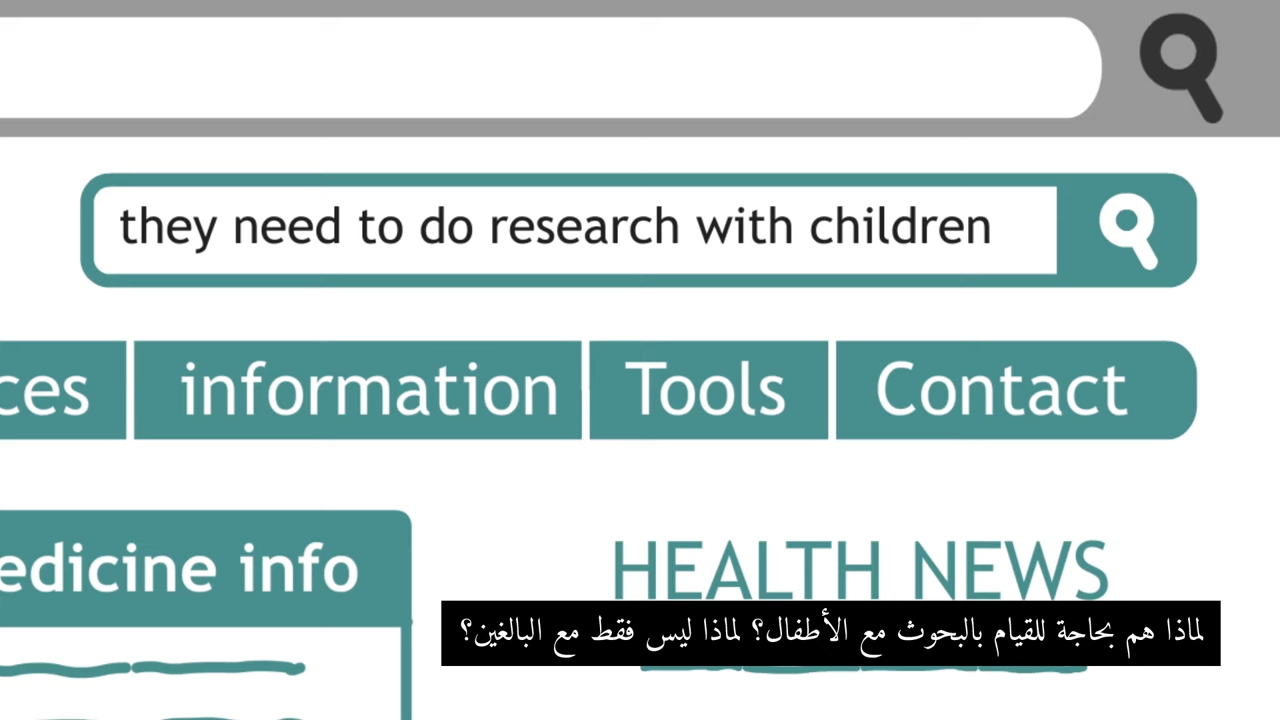 they need to do research with children
ces information Tools Contact
edicine info
HEALTH NEWS
لماذا هم بحاجة للقيام بالبحوث مع الأطفال؟ لماذا ليس فقط مع البالغين؟